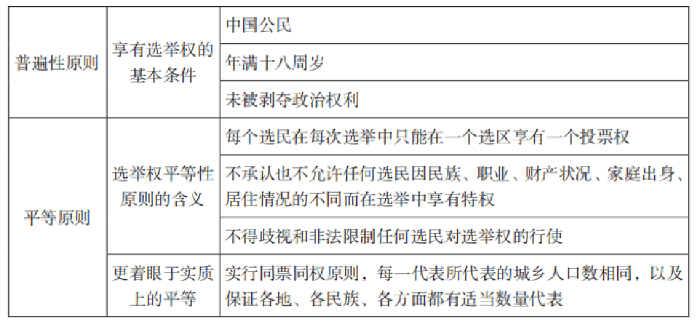 普遍性原则
享有选举权的
基本条件
中国公民
年满十八周岁
未被剥夺政治权利
平等原则
选举权平等性
原则的含义
每个选民在每次选举中只能在一个选区享有一个投票权
不承认也不允许任何选民因民族、职业、财产状况、家庭出身、
居住情况的不同而在选举中享有特权
不得歧视和非法限制任何选民对选举权的行使
更着眼于实质
上的平等
实行同票同权原则，每一代表所代表的城乡人口数相同，以及
保证各地、各民族、各方面都有适当数量代表